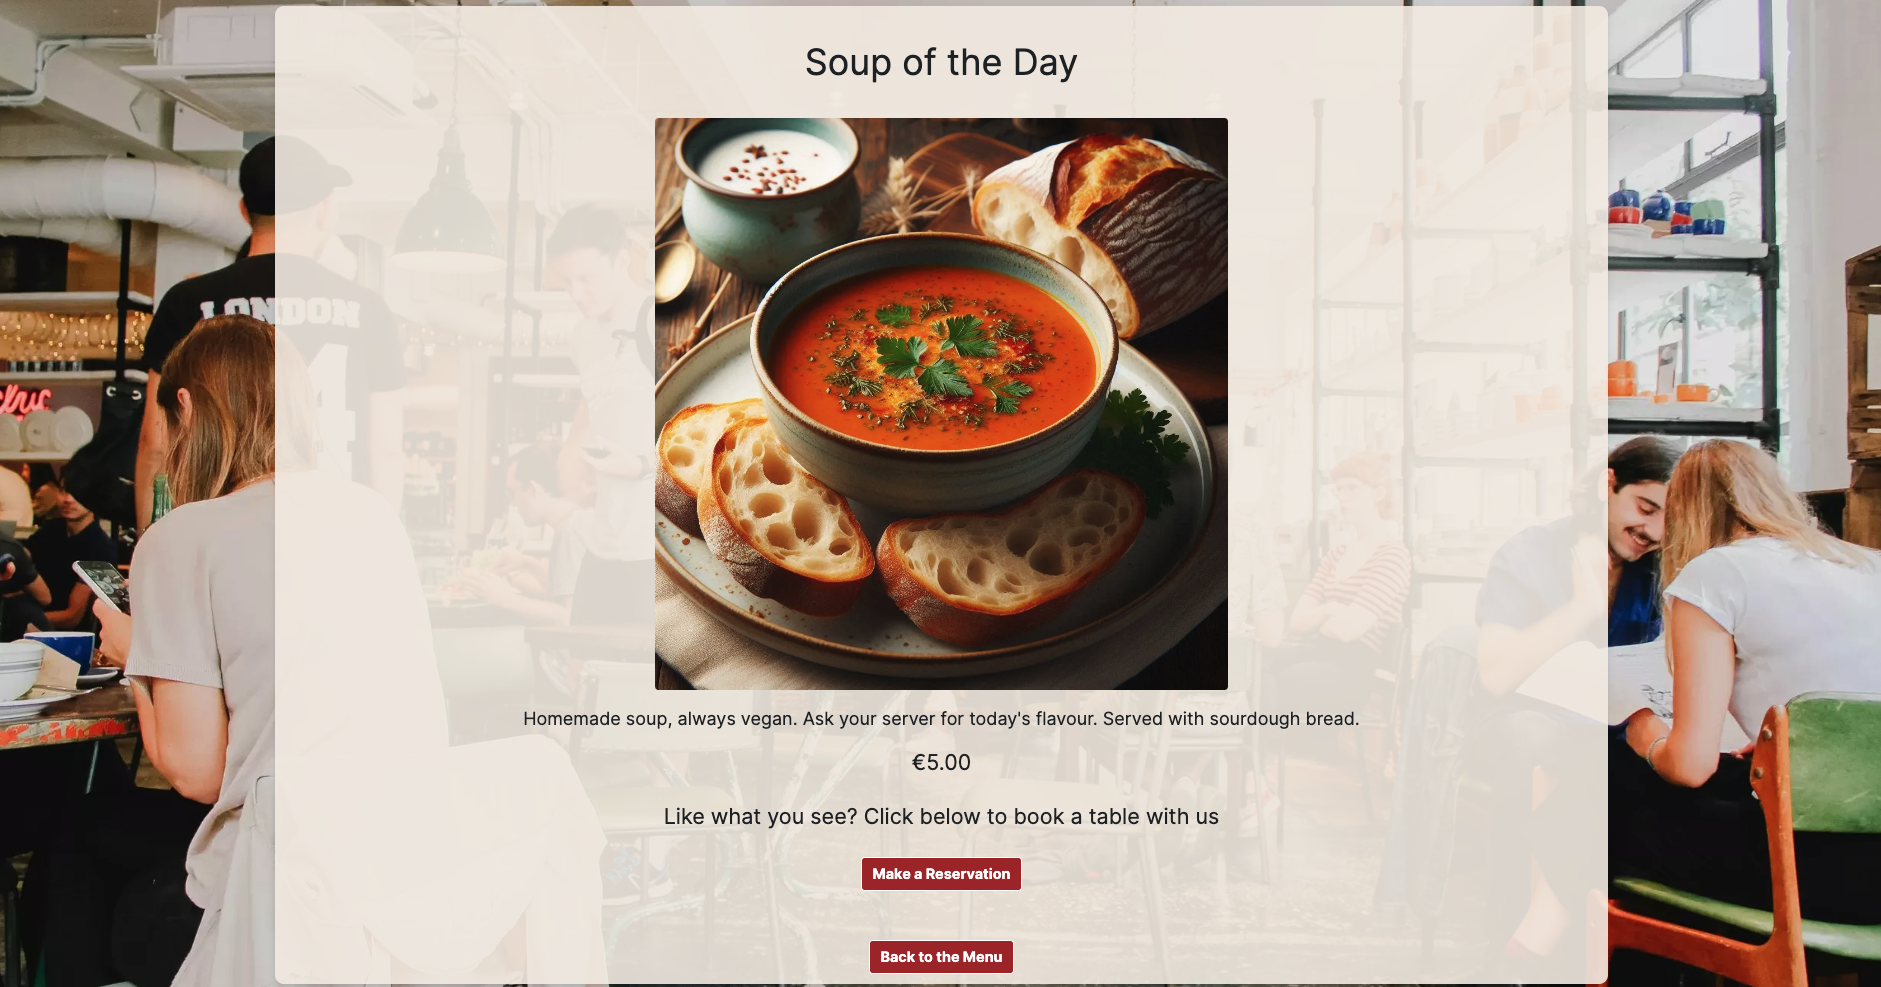 Soup of the Day
LONDON
Homemade soup, always vegan. Ask your server for today's flavour. Served with sourdough bread.
€5.00
Like what you see? Click below to book a table with us
Make a Reservation
Back to the Menu